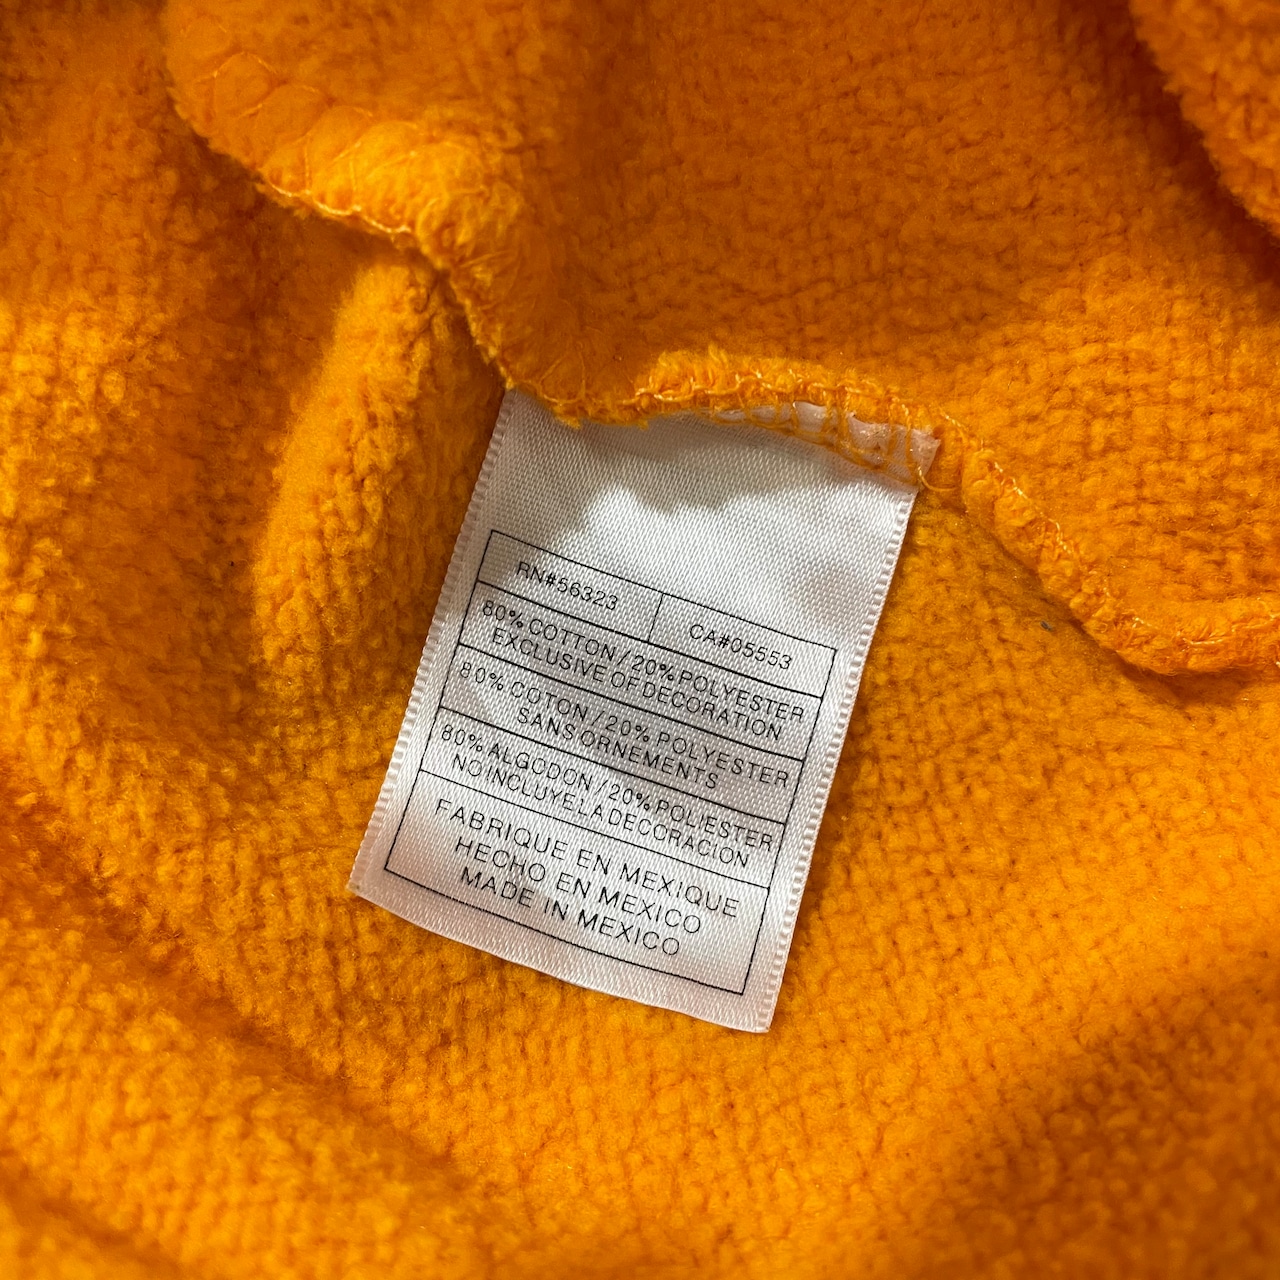 RN#56323 CA#05553
80% COTTON / 20% POLYESTER
EXCLUSIVE OF DECORATION
80% COTON / 20% POLYESTER
SANS ORNEMENTS
80% ALGODON / 20% POLIESTER
NO INCLUYE LA DECORACION
FABRIQUE EN MEXIQUE
HECHO EN MEXICO
MADE IN MEXICO